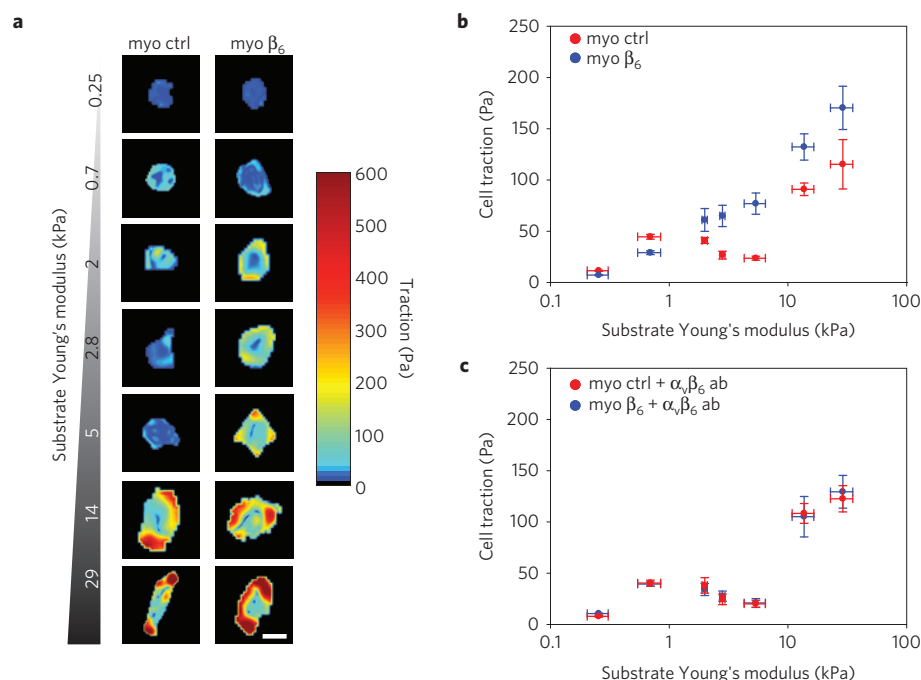 a
myo ctrl
myo β₆
Substrate Young's modulus (kPa)
0.25
0.7
2
2.8
5
14
29
600
500
400
300
200
100
0
Traction (Pa)
b
myo ctrl
myo β₆
Cell traction (Pa)
250
200
150
100
50
0
0.1
1
10
100
Substrate Young's modulus (kPa)
c
myo ctrl + αᵥβ₆ ab
myo β₆ + αᵥβ₆ ab
Cell traction (Pa)
250
200
150
100
50
0
0.1
1
10
100
Substrate Young's modulus (kPa)